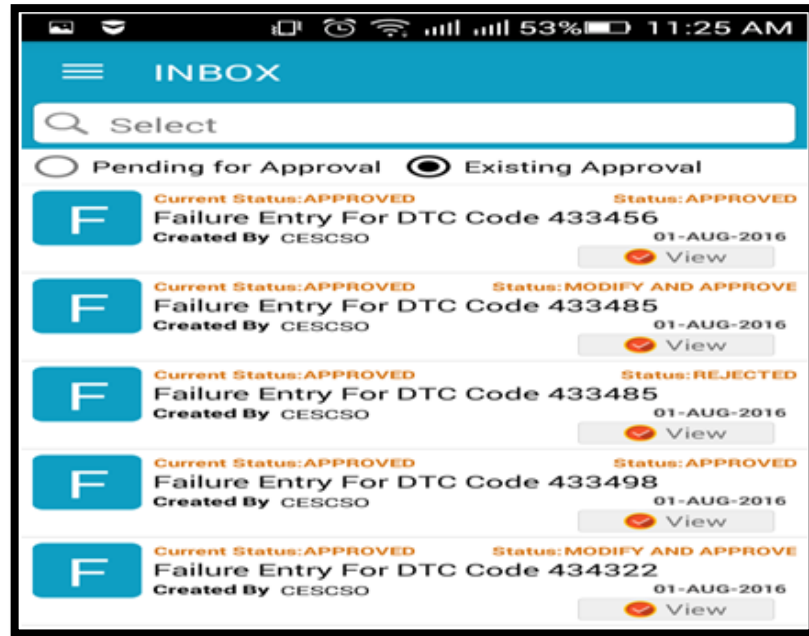 53% 11:25 AM
INBOX
Select
Pending for Approval Existing Approval
Current Status:APPROVED Status:APPROVED
F Failure Entry For DTC Code 433456
Created By CESCSO 01-AUG-2016
View
Current Status:APPROVED Status:MODIFY AND APPROVE
F Failure Entry For DTC Code 433485
Created By CESCSO 01-AUG-2016
View
Current Status:APPROVED Status:REJECTED
F Failure Entry For DTC Code 433485
Created By CESCSO 01-AUG-2016
View
Current Status:APPROVED Status:APPROVED
F Failure Entry For DTC Code 433498
Created By CESCSO 01-AUG-2016
View
Current Status:APPROVED Status:MODIFY AND APPROVE
F Failure Entry For DTC Code 434322
Created By CESCSO 01-AUG-2016
View